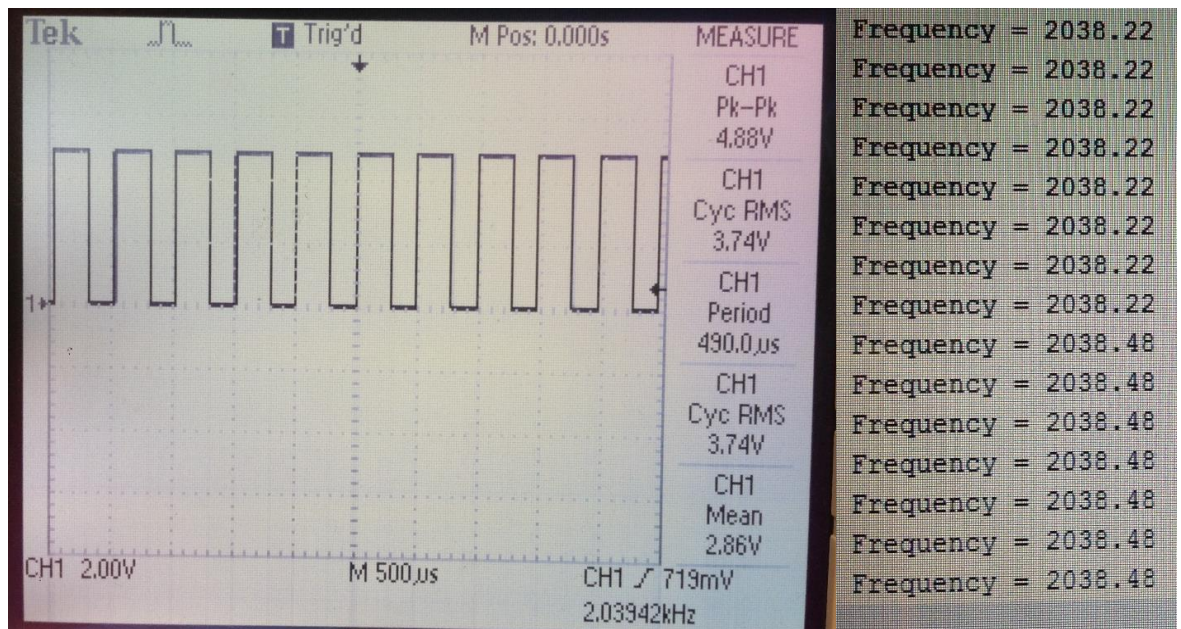 Tek T Trig'd M Pos: 0.000s MEASURE
CH1
Pk-Pk
4.88V
CH1
Cyc RMS
3.74V
CH1
Period
490.0µs
CH1
Cyc RMS
3.74V
CH1
Mean
2.86V
1
CH1 2.00V M 500µs CH1 719mV
2.03942kHz
Frequency = 2038.22
Frequency = 2038.22
Frequency = 2038.22
Frequency = 2038.22
Frequency = 2038.22
Frequency = 2038.22
Frequency = 2038.22
Frequency = 2038.22
Frequency = 2038.48
Frequency = 2038.48
Frequency = 2038.48
Frequency = 2038.48
Frequency = 2038.48
Frequency = 2038.48
Frequency = 2038.48